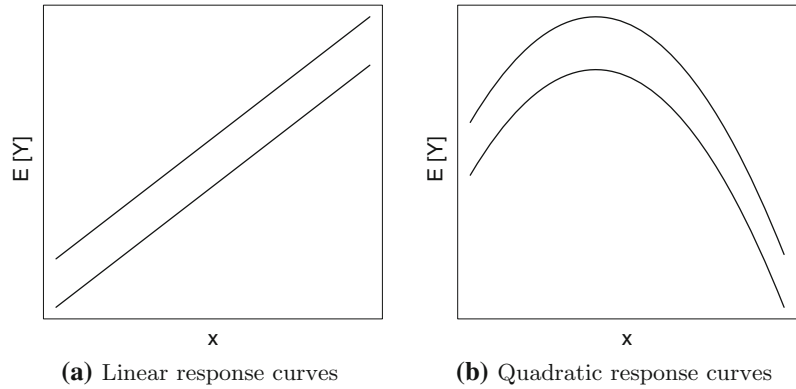 E [Y]
x
(a) Linear response curves
E [Y]
x
(b) Quadratic response curves